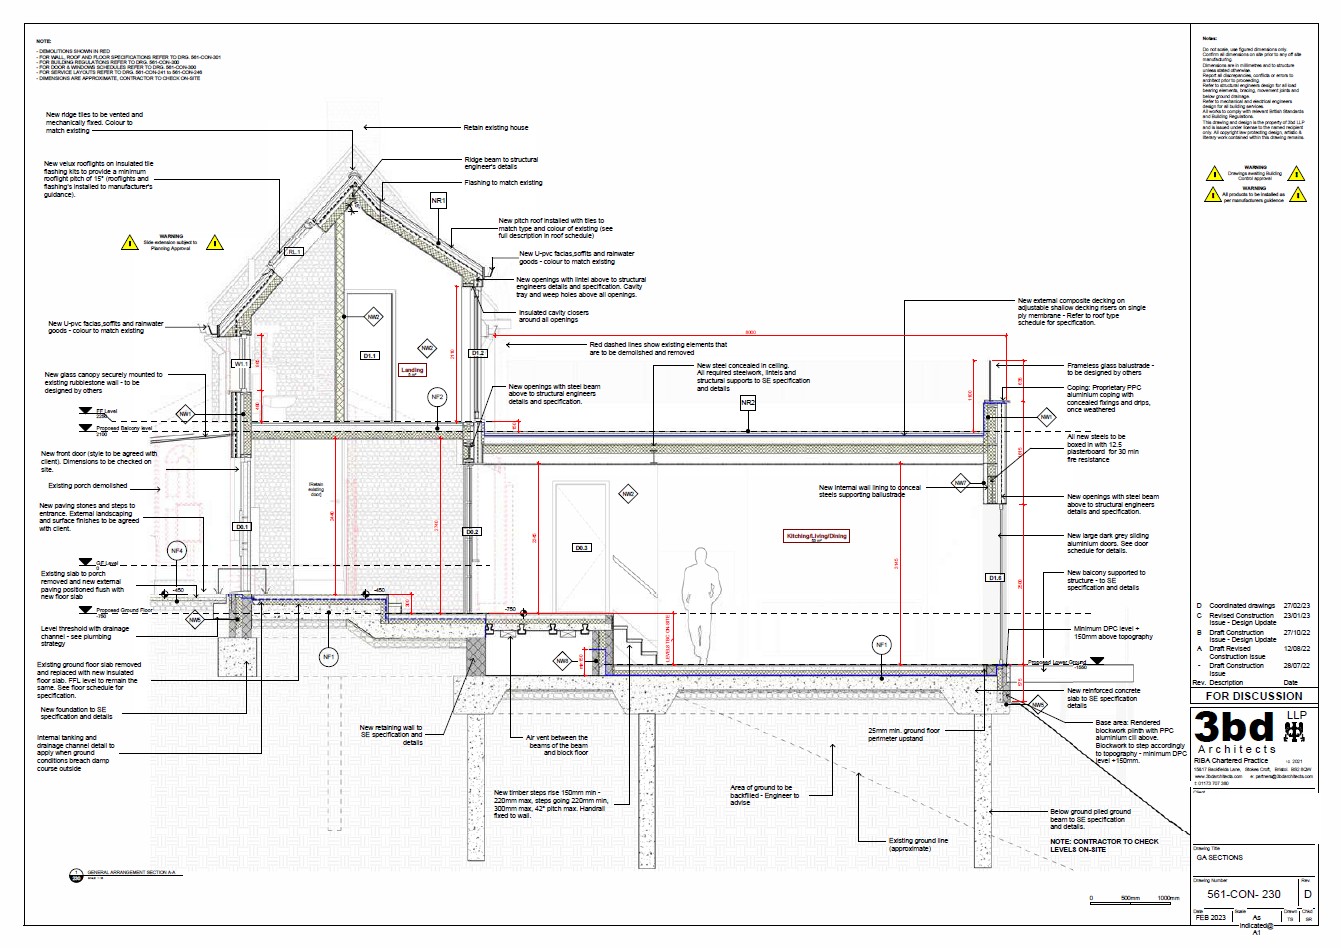 NOTE:
- DEMOLITIONS SHOWN IN RED
- FOR WALL, ROOF AND FLOOR SPECIFICATIONS REFER TO DRG. 561-CON-301
- FOR BUILDING REGULATIONS REFER TO DRG. 561-CON-300
- FOR DOOR & WINDOWS SCHEDULES REFER TO DRG. 561-CON-300
- FOR SERVICE LAYOUTS REFER TO DRG. 561-CON-241 to 561-CON-246
- DIMENSIONS ARE APPROXIMATE, CONTRACTOR TO CHECK ON-SITE
New ridge tiles to be vented and
mechanically fixed. Colour to
match existing
New velux rooflights on insulated tile
flashing kits to provide a minimum
rooflight pitch of 15° (rooflights and
flashing's installed to manufacturer's
guidance).
WARNING
Side extension subject to
Planning Approval
New U-pvc facias,soffits and rainwater
goods - colour to match existing
New glass canopy securely mounted to
existing rubblestone wall - to be
designed by others
FF Level
Proposed Balcony level
2100
New front door (style to be agreed with
client). Dimensions to be checked on
site.
Existing porch demolished
New paving stones and steps to
entrance. External landscaping
and surface finishes to be agreed
with client.
NF4
GF Level
0
Existing slab to porch
removed and new external
paving positioned flush with
new floor slab
Proposed Ground Floor
Level threshold with drainage
channel - see plumbing
strategy
Existing ground floor slab removed
and replaced with new insulated
floor slab. FFL level to remain the
same. See floor schedule for
specification.
New foundation to SE
specification and details
Internal tanking and
drainage channel detail to
apply when ground
conditions breach damp
course outside
Retain existing house
Ridge beam to structural
engineer's details
Flashing to match existing
NR1
New pitch roof installed with tiles to
match type and colour of existing (see
full description in roof schedule)
New U-pvc facias,soffits and rainwater
goods - colour to match existing
New openings with lintel above to structural
engineers details and specification. Cavity
tray and weep holes above all openings.
Insulated cavity closers
around all openings
Red dashed lines show existing elements that
are to be demolished and removed
New openings with steel beam
above to structural engineers
details and specification.
New steel concealed in ceiling.
All required steelwork, lintels and
structural supports to SE specification
and details
NR2
RL.1
NW2
D1.1
NW2
Landing
D1.2
W1.1
NW1
NF2
[Retain
existing
door]
D0.1
D0.2
D0.3
NW2
Kitching/Living/Dining
New internal wall lining to conceal
steels supporting balustrade
NW7
D1.6
-450
-450
-750
NW5
NF1
NW8
NF1
New retaining wall to
SE specification and
details
Air vent between the
beams of the beam
and block floor
New timber steps rise 150mm min -
220mm max, steps going 220mm min,
300mm max, 42° pitch max. Handrail
fixed to wall.
25mm min. ground floor
perimeter upstand
Area of ground to be
backfilled - Engineer to
advise
Existing ground line
(approximate)
New external composite decking on
adjustable shallow decking risers on single
ply membrane - Refer to roof type
schedule for specification.
Frameless glass balustrade -
to be designed by others
Coping: Proprietary PPC
aluminium coping with
concealed fixings and drips,
once weathered
NW1
All new steels to be
boxed in with 12.5
plasterboard for 30 min
fire resistance
New openings with steel beam
above to structural engineers
details and specification.
New large dark grey sliding
aluminium doors. See door
schedule for details.
New balcony supported to
structure - to SE
specification and details
Minimum DPC level +
150mm above topography
Proposed Lower Ground
New reinforced concrete
slab to SE specification
details
NW5
Base area: Rendered
blockwork plinth with PPC
aluminium cill above.
Blockwork to step accordingly
to topography - minimum DPC
level +150mm.
Below ground piled ground
beam to SE specification
and details.
NOTE: CONTRACTOR TO CHECK
LEVELS ON-SITE
GENERAL ARRANGEMENT SECTION A-A
0 500mm 1000mm
Notes:
Do not scale, use figured dimensions only.
Confirm all dimensions on site prior to any off site
manufacturing.
Dimensions are in millimetres and to structure
unless stated otherwise.
Report all discrepancies, conflicts or errors to
architect prior to proceeding.
Refer to structural engineers design for all load
bearing elements, bracing, movement joints and
below ground drainage.
Refer to mechanical and electrical engineers
design for all building services.
All works to comply with relevant British Standards
and Building Regulations.
This drawing and design is the property of 3bd LLP
and is issued under license to the named recipient
only. All copyright law protecting design, artistic &
literary work contained within this drawing remains.
WARNING
Drawings awaiting Building
Control approval
WARNING
All products to be installed as
per manufacturers guidance
D Coordinated drawings 27/02/23
C Revised Construction 23/01/23
Issue - Design Update
B Draft Construction 27/10/22
Issue - Design Update
A Draft Revised 12/08/22
Construction Issue
- Draft Construction 28/07/22
Issue
Rev. Description Date
FOR DISCUSSION
3bd LLP
Architects
RIBA Chartered Practice © 2021
Drawing Title
GA SECTIONS
Drawing Number Rev.
561-CON- 230 D
Date Scale Drawn Chkd
FEB 2023 As TS SR
indicated@
A1